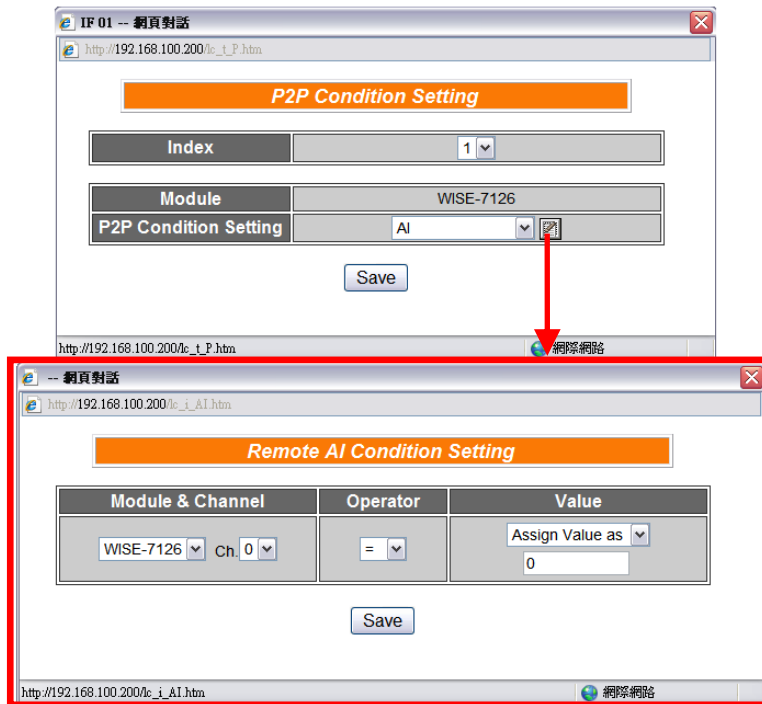 IF 01 -- 網頁對話
http://192.168.100.200/lc_t_P.htm
P2P Condition Setting
Index 1
Module WISE-7126
P2P Condition Setting AI
Save
http://192.168.100.200/lc_t_P.htm 網際網路
-- 網頁對話
http://192.168.100.200/lc_i_AI.htm
Remote AI Condition Setting
Module & Channel Operator Value
WISE-7126 Ch. 0 = Assign Value as
0
Save
http://192.168.100.200/lc_i_AI.htm 網際網路